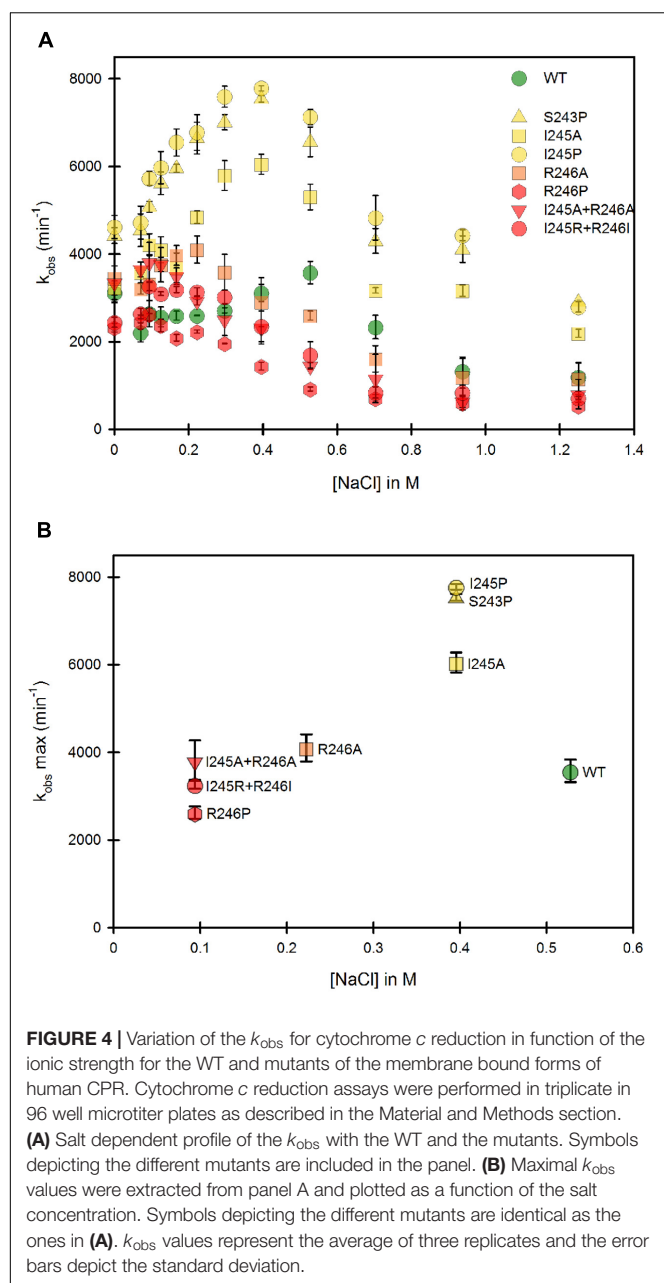 A
8000
6000
4000
2000
0
k_obs (min⁻¹)
WT
S243P
I245A
I245P
R246A
R246P
I245A+R246A
I245R+R246I
0
0.2
0.4
0.6
0.8
1.0
1.2
1.4
[NaCl] in M
B
8000
6000
4000
2000
0
k_obs max (min⁻¹)
I245P
S243P
I245A
R246A
WT
I245A+R246A
I245R+R246I
R246P
0
0.1
0.2
0.3
0.4
0.5
0.6
[NaCl] in M
FIGURE 4 | Variation of the k_obs for cytochrome c reduction in function of the
ionic strength for the WT and mutants of the membrane bound forms of
human CPR. Cytochrome c reduction assays were performed in triplicate in
96 well microtiter plates as described in the Material and Methods section.
(A) Salt dependent profile of the k_obs with the WT and the mutants. Symbols
depicting the different mutants are included in the panel. (B) Maximal k_obs
values were extracted from panel A and plotted as a function of the salt
concentration. Symbols depicting the different mutants are identical as the
ones in (A). k_obs values represent the average of three replicates and the error
bars depict the standard deviation.